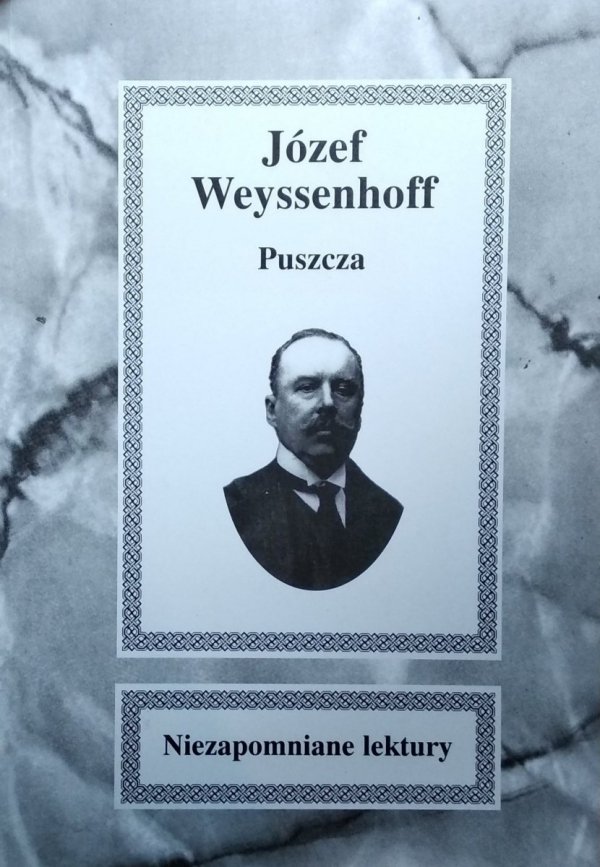 Józef
Weyssenhoff
Puszcza
Niezapomniane lektury